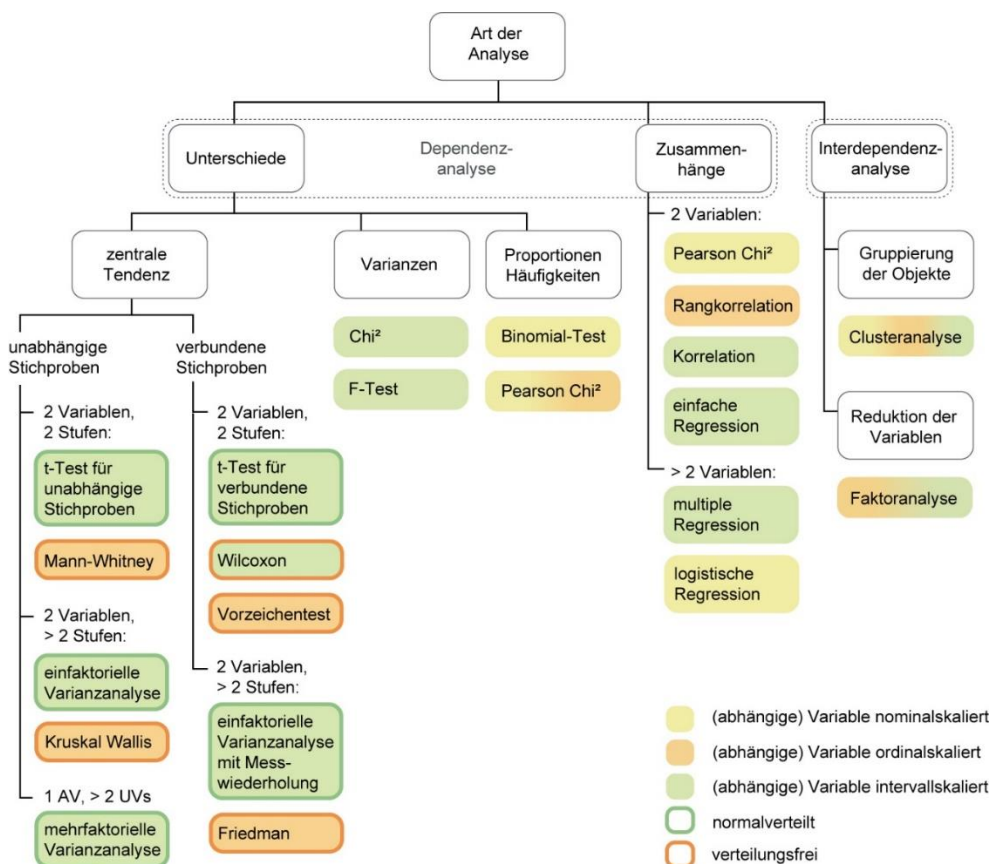 Art der
Analyse
Unterschiede
Dependenz-
analyse
Zusammen-
hänge
Interdependenz-
analyse
zentrale
Tendenz
Varianzen
Proportionen
Häufigkeiten
unabhängige
Stichproben
2 Variablen,
2 Stufen:
t-Test für
unabhängige
Stichproben
Mann-Whitney
2 Variablen,
> 2 Stufen:
einfaktorielle
Varianzanalyse
Kruskal Wallis
1 AV, > 2 UVs
mehrfaktorielle
Varianzanalyse
verbundene
Stichproben
2 Variablen,
2 Stufen:
t-Test für
verbundene
Stichproben
Wilcoxon
Vorzeichentest
2 Variablen,
> 2 Stufen:
einfaktorielle
Varianzanalyse
mit Mess-
wiederholung
Friedman
Chi²
F-Test
Binomial-Test
Pearson Chi²
2 Variablen:
Pearson Chi²
Rangkorrelation
Korrelation
einfache
Regression
> 2 Variablen:
multiple
Regression
logistische
Regression
Gruppierung
der Objekte
Clusteranalyse
Reduktion der
Variablen
Faktoranalyse
(abhängige) Variable nominalskaliert
(abhängige) Variable ordinalskaliert
(abhängige) Variable intervallskaliert
normalverteilt
verteilungsfrei